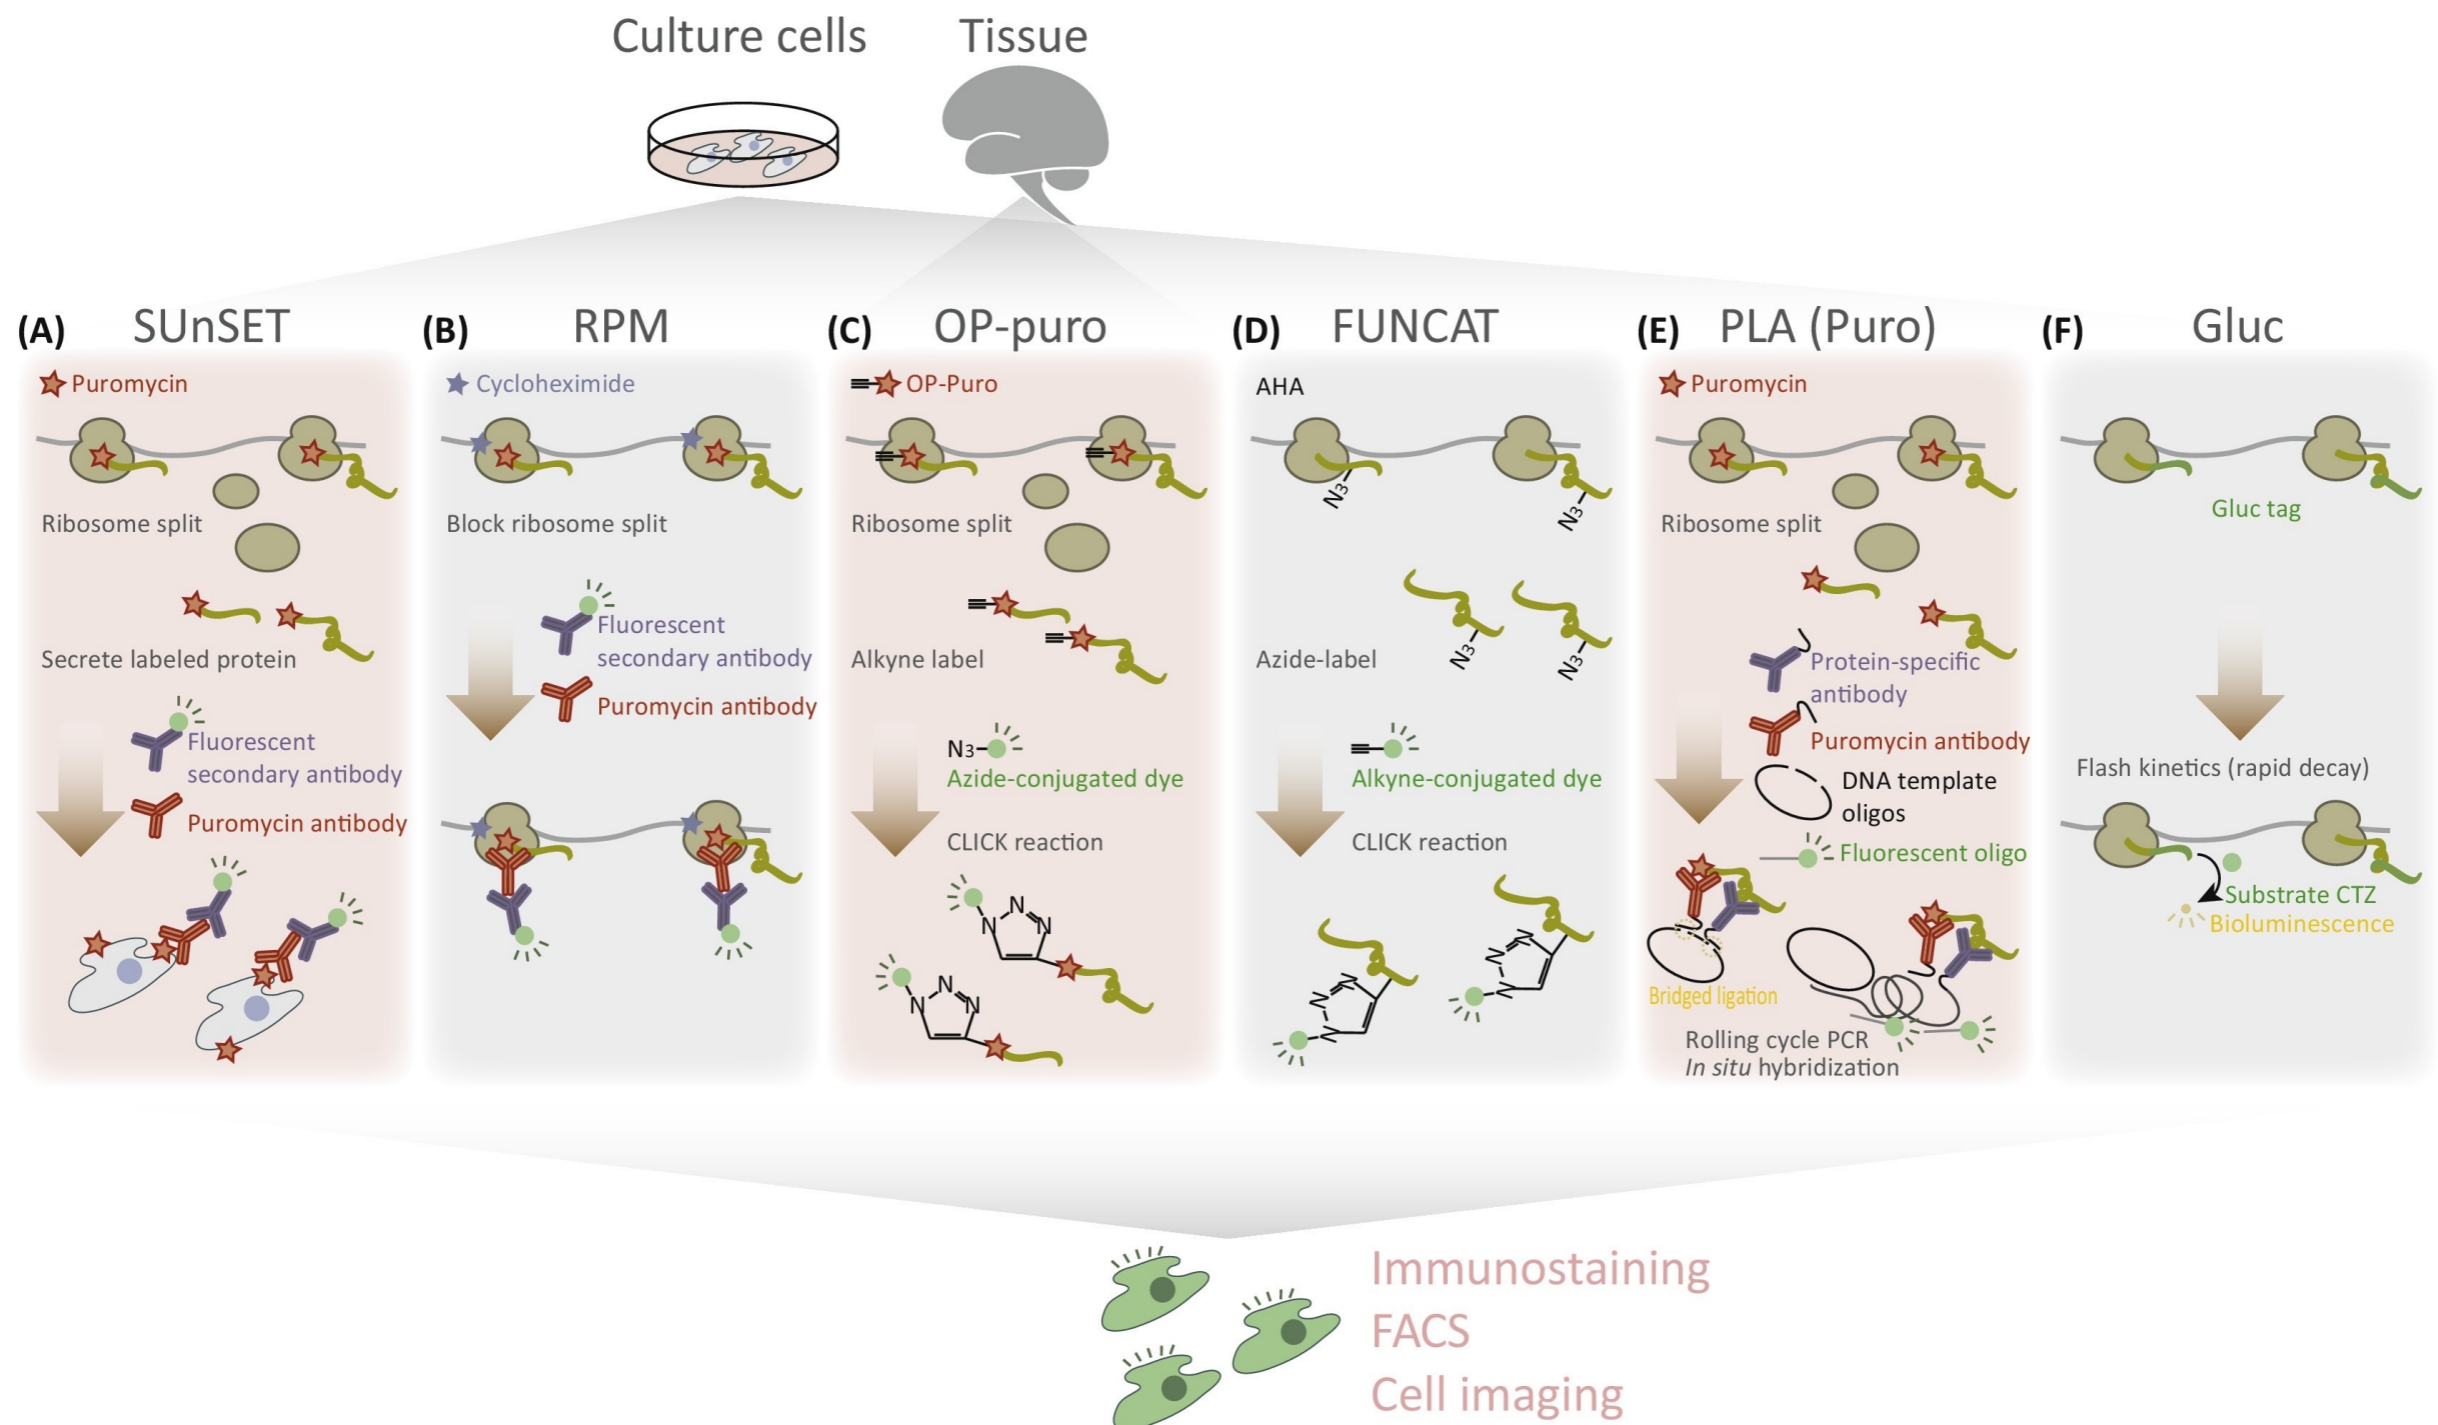 Culture cells
Tissue
(A) SUnSET
Puromycin
Ribosome split
Secrete labeled protein
Fluorescent
secondary antibody
Puromycin antibody
(B) RPM
Cycloheximide
Block ribosome split
Fluorescent
secondary antibody
Puromycin antibody
(C) OP-puro
OP-Puro
Ribosome split
Alkyne label
N3
Azide-conjugated dye
CLICK reaction
N
N
N
N
N
N
(D) FUNCAT
AHA
N3
N3
Azide-label
N3
N3
Alkyne-conjugated dye
CLICK reaction
N
N
N
N
N
N
(E) PLA (Puro)
Puromycin
Ribosome split
Protein-specific
antibody
Puromycin antibody
DNA template
oligos
Fluorescent oligo
Bridged ligation
Rolling cycle PCR
In situ hybridization
(F) Gluc
Gluc tag
Flash kinetics (rapid decay)
Substrate CTZ
Bioluminescence
Immunostaining
FACS
Cell imaging